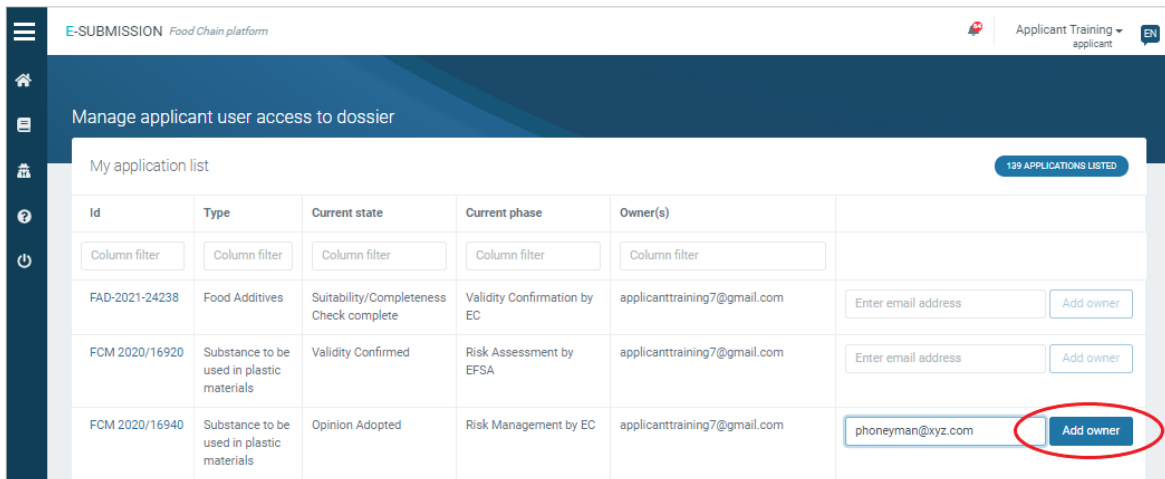 E-SUBMISSION Food Chain platform
54
Applicant Training
applicant
EN
Manage applicant user access to dossier
My application list
139 APPLICATIONS LISTED
Id Type Current state Current phase Owner(s)
Column filter Column filter Column filter Column filter Column filter
FAD-2021-24238 Food Additives Suitability/Completeness Validity Confirmation by applicanttraining7@gmail.com Enter email address Add owner
Check complete EC
FCM 2020/16920 Substance to be Validity Confirmed Risk Assessment by applicanttraining7@gmail.com Enter email address Add owner
used in plastic EFSA
materials
FCM 2020/16940 Substance to be Opinion Adopted Risk Management by EC applicanttraining7@gmail.com phoneyman@xyz.com Add owner
used in plastic
materials